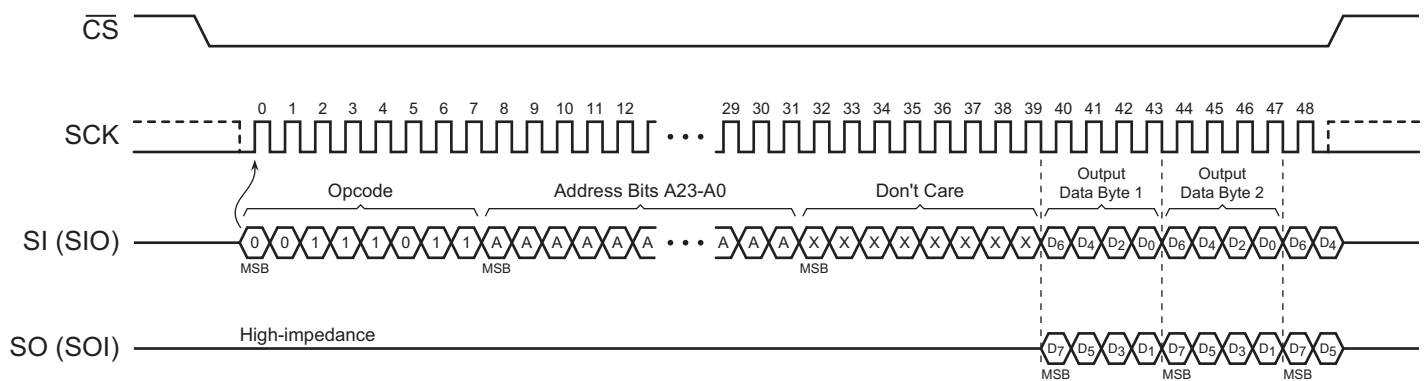 CS
SCK
0 1 2 3 4 5 6 7 8 9 10 11 12 29 30 31 32 33 34 35 36 37 38 39 40 41 42 43 44 45 46 47 48
Opcode
Address Bits A23-A0
Don't Care
Output
Data Byte 1
Output
Data Byte 2
SI (SIO)
0 0 1 1 1 0 1 1 A A A A A A A A A X X X X X X X X D6 D4 D2 D0 D6 D4 D2 D0 D6 D4
MSB MSB MSB
High-impedance
SO (SOI)
D7 D5 D3 D1 D7 D5 D3 D1 D7 D5
MSB MSB MSB